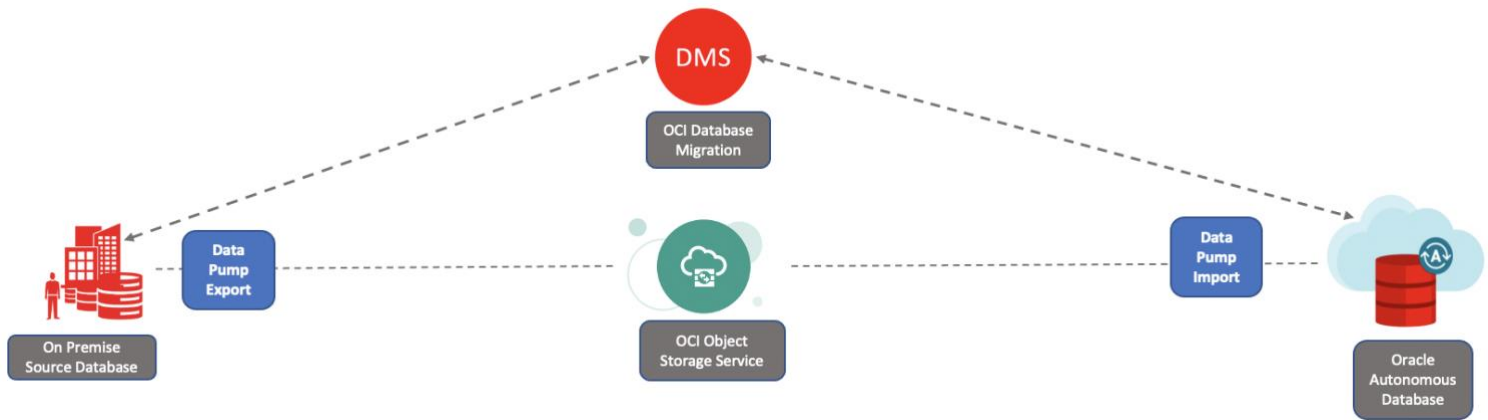 DMS
OCI Database
Migration
Data
Pump
Export
Data
Pump
Import
A
On Premise
Source Database
OCI Object
Storage Service
Oracle
Autonomous
Database